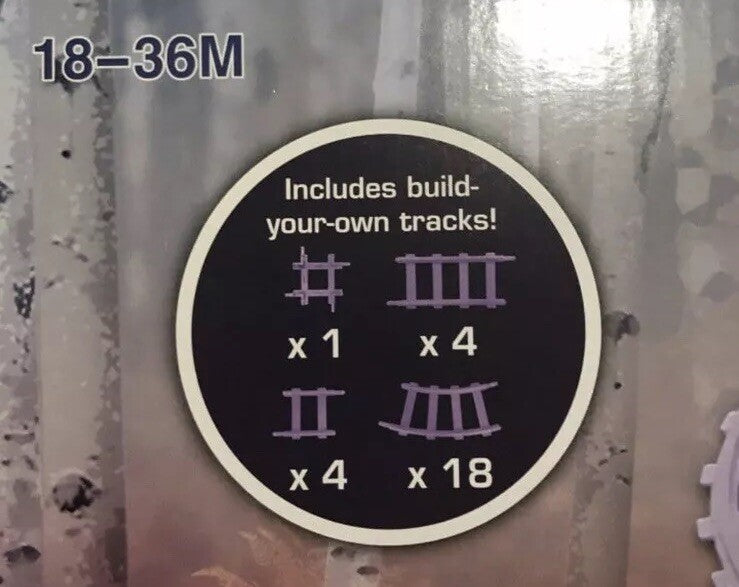 18–36M
Includes build-
your-own tracks!
x 1
x 4
x 4
x 18